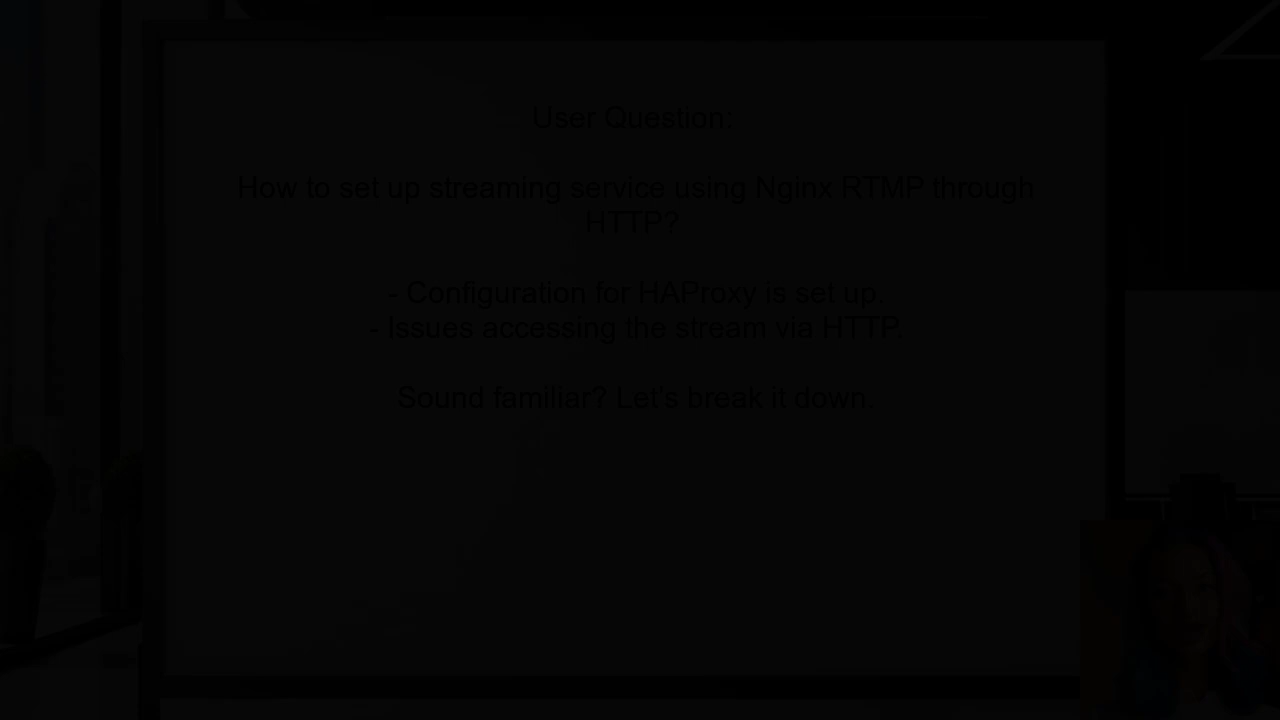 User Question:
How to set up streaming service using Nginx RTMP through
HTTP?
- Configuration for HAProxy is set up.
- Issues accessing the stream via HTTP.
Sound familiar? Let's break it down.